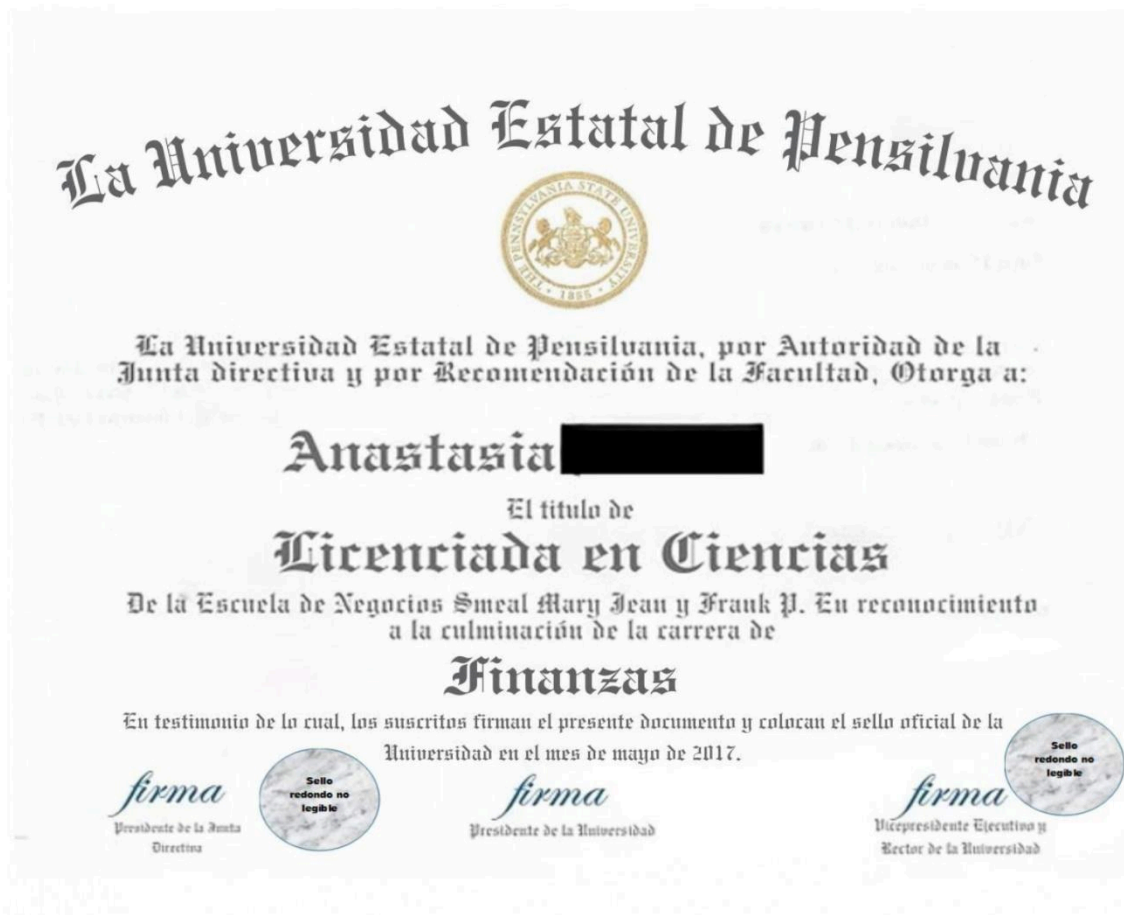 La Universidad Estatal de Pensilvania
THE PENNSYLVANIA STATE UNIVERSITY
1855
La Universidad Estatal de Pensilvania, por Autoridad de la
Junta directiva y por Recomendación de la Facultad, Otorga a:
Anastasia
El titulo de
Licenciada en Ciencias
De la Escuela de Negocios Smeal Mary Jean y Frank P. En reconocimiento
a la culminación de la carrera de
Finanzas
En testimonio de lo cual, los suscritos firman el presente documento y colocan el sello oficial de la
Universidad en el mes de mayo de 2017.
firma
Presidente de la Junta
Directiva
Sello
redondo no
legible
firma
Presidente de la Universidad
firma
Vicepresidente Ejecutivo y
Rector de la Universidad
Sello
redondo no
legible